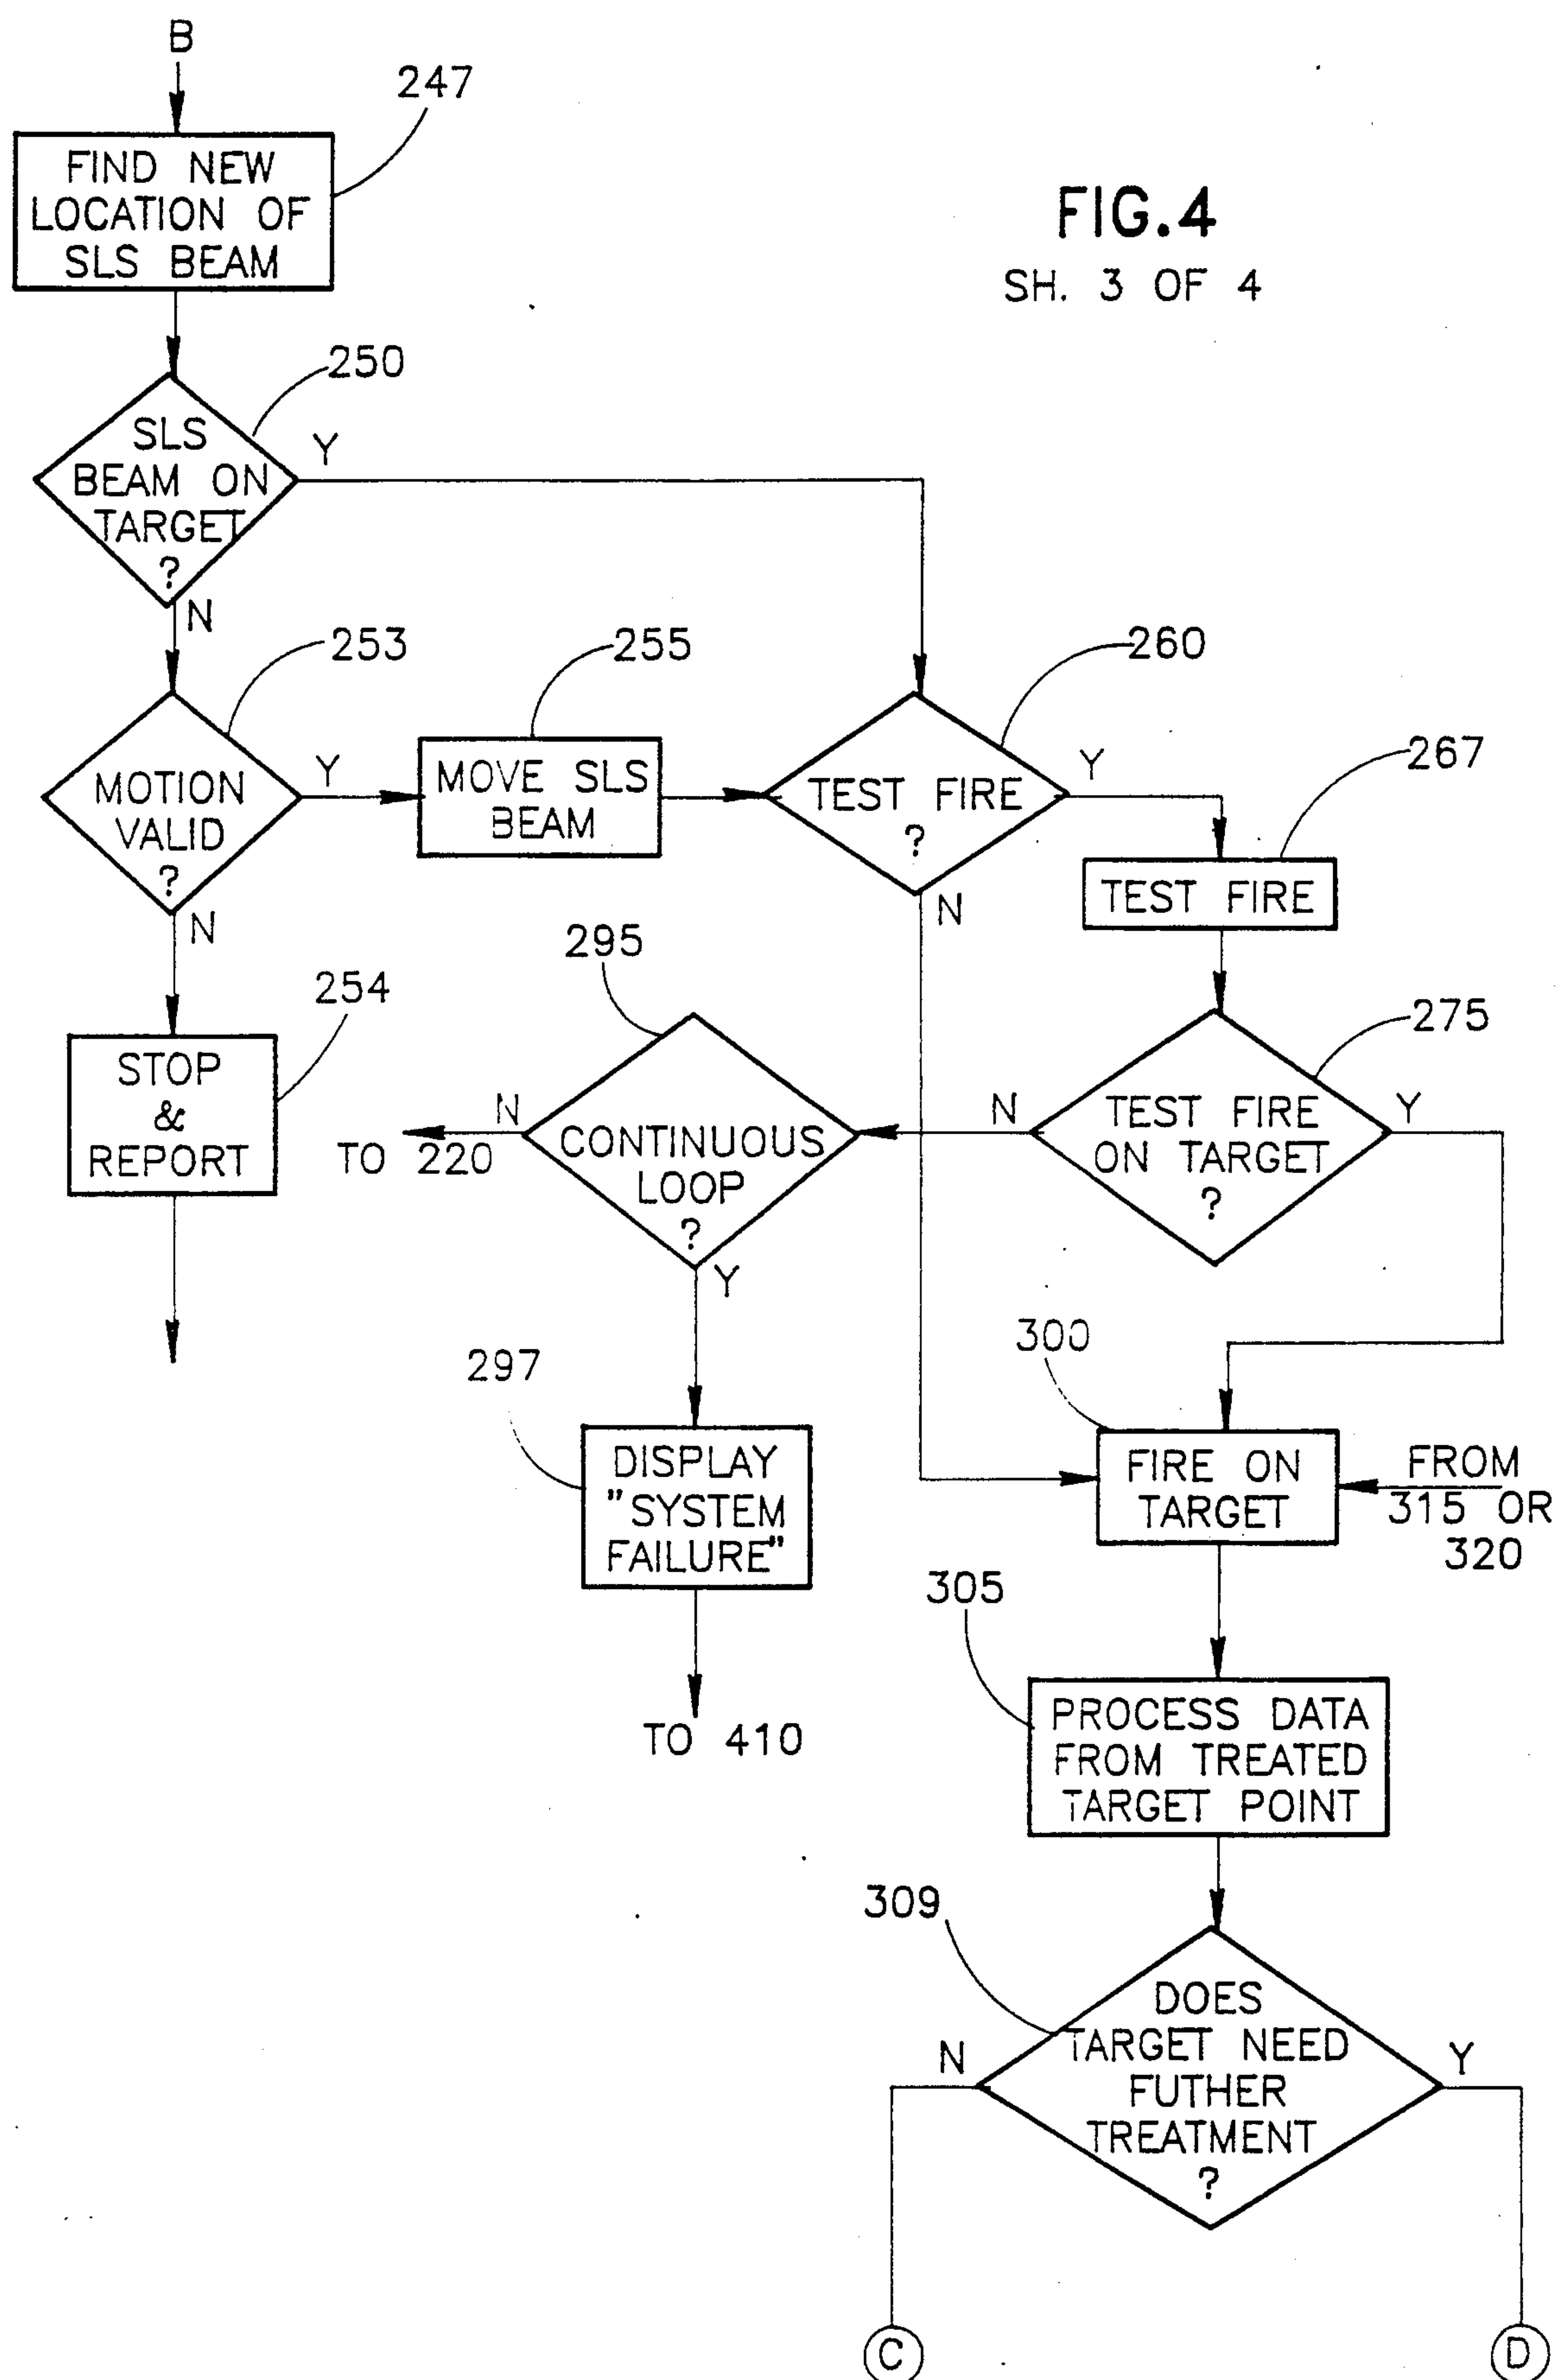 B
247
FIND NEW
LOCATION OF
SLS BEAM
FIG.4
SH. 3 OF 4
250
SLS
BEAM ON
TARGET
?
Y
N
253
MOTION
VALID
?
Y
N
255
MOVE SLS
BEAM
260
TEST FIRE
?
Y
N
267
TEST FIRE
254
STOP
&
REPORT
295
CONTINUOUS
LOOP
?
N
TO 220
Y
275
TEST FIRE
ON TARGET
?
N
Y
297
DISPLAY
"SYSTEM
FAILURE"
TO 410
300
FIRE ON
TARGET
FROM
315 OR
320
305
PROCESS DATA
FROM TREATED
TARGET POINT
309
DOES
TARGET NEED
FUTHER
TREATMENT
?
N
Y
C
D